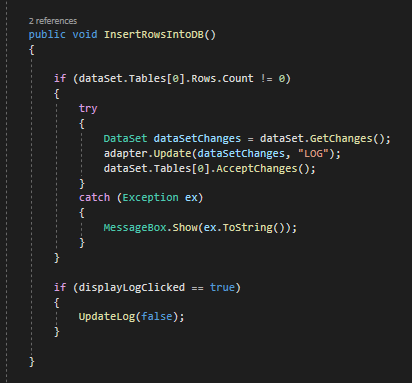 2 references
public void InsertRowsIntoDB()
{
if (dataSet.Tables[0].Rows.Count != 0)
{
try
{
DataSet dataSetChanges = dataSet.GetChanges();
adapter.Update(dataSetChanges, "LOG");
dataSet.Tables[0].AcceptChanges();
}
catch (Exception ex)
{
MessageBox.Show(ex.ToString());
}
}
if (displayLogClicked == true)
{
UpdateLog(false);
}
}